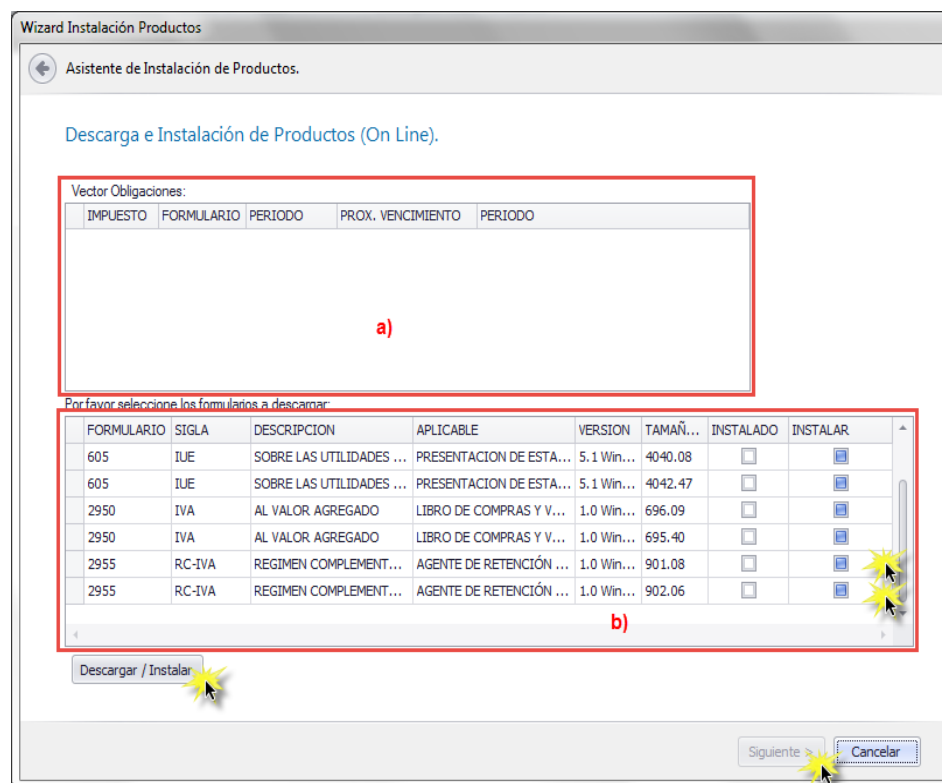 Wizard Instalación Productos
Asistente de Instalación de Productos.
Descarga e Instalación de Productos (On Line).
Vector Obligaciones:
IMPUESTO FORMULARIO PERIODO PROX. VENCIMIENTO PERIODO
a)
Por favor seleccione los formularios a descargar:
FORMULARIO SIGLA DESCRIPCION APLICABLE VERSION TAMAÑ... INSTALADO INSTALAR
605 IUE SOBRE LAS UTILIDADES ... PRESENTACION DE ESTA... 5.1 Win... 4040.08
605 IUE SOBRE LAS UTILIDADES ... PRESENTACION DE ESTA... 5.1 Win... 4042.47
2950 IVA AL VALOR AGREGADO LIBRO DE COMPRAS Y V... 1.0 Win... 696.09
2950 IVA AL VALOR AGREGADO LIBRO DE COMPRAS Y V... 1.0 Win... 695.40
2955 RC-IVA REGIMEN COMPLEMENT... AGENTE DE RETENCIÓN ... 1.0 Win... 901.08
2955 RC-IVA REGIMEN COMPLEMENT... AGENTE DE RETENCIÓN ... 1.0 Win... 902.06
b)
Descargar / Instalar
Siguiente > Cancelar